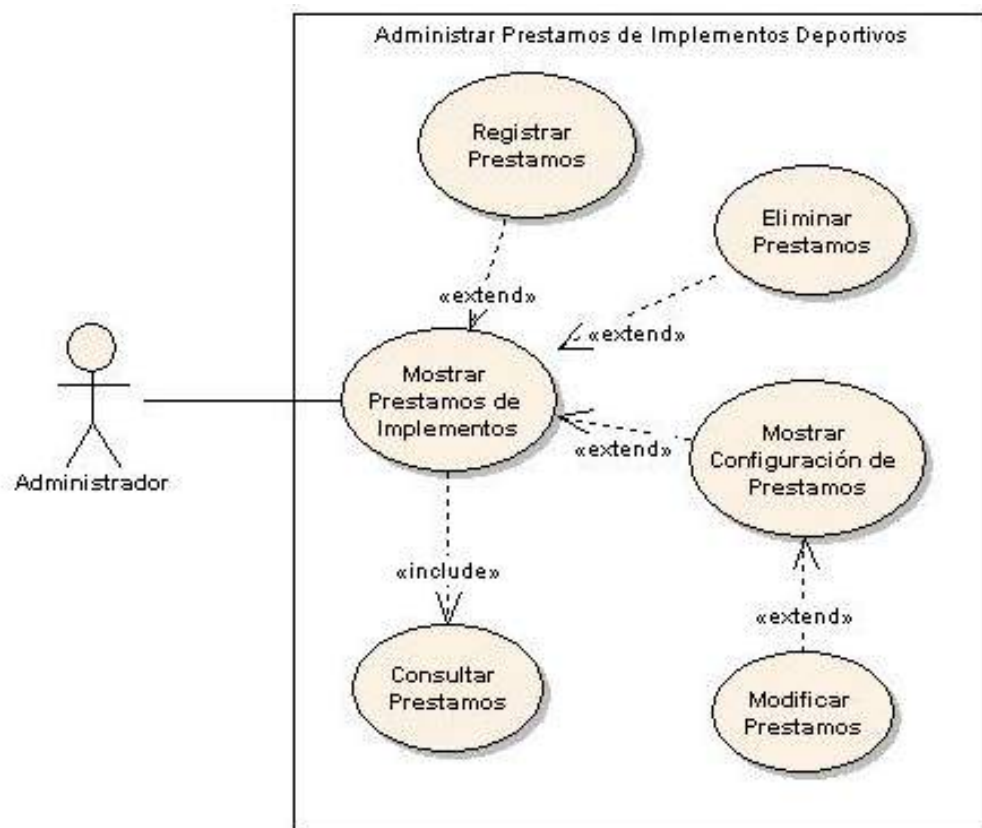 Administrar Prestamos de Implementos Deportivos
Registrar
Prestamos
Eliminar
Prestamos
«extend»
«extend»
Mostrar
Prestamos de
Implementos
«extend»
Mostrar
Configuración de
Prestamos
Administrador
«include»
«extend»
Consultar
Prestamos
Modificar
Prestamos